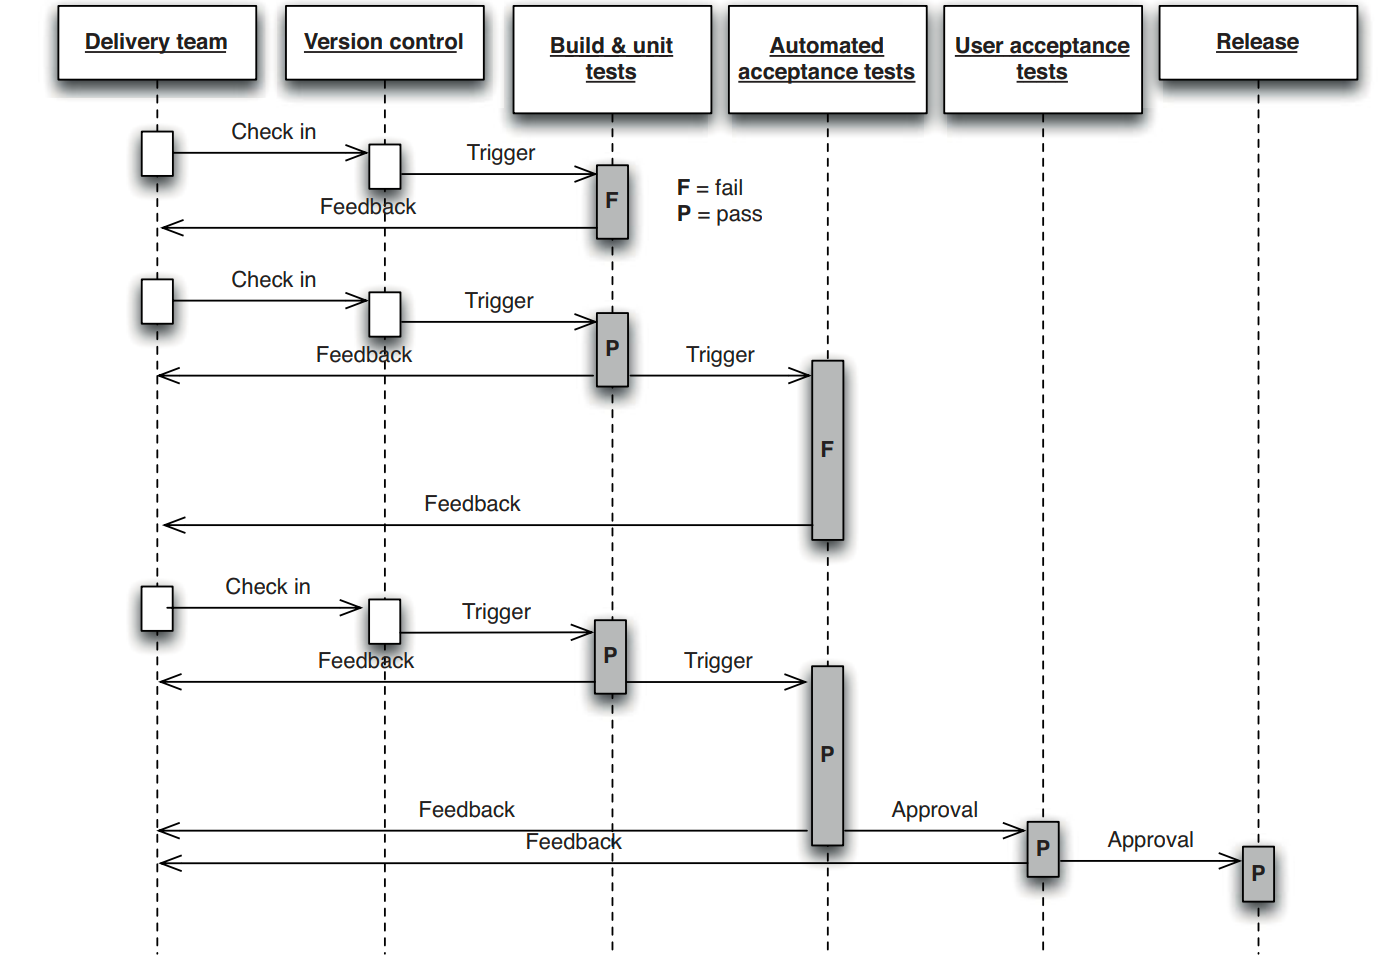 Delivery team
Version control
Build & unit
tests
Automated
acceptance tests
User acceptance
tests
Release
Check in
Trigger
F = fail
P = pass
F
Feedback
Check in
Trigger
P
Feedback
Trigger
F
Feedback
Check in
Trigger
P
Feedback
Trigger
P
Feedback
Approval
Feedback
P
Approval
P